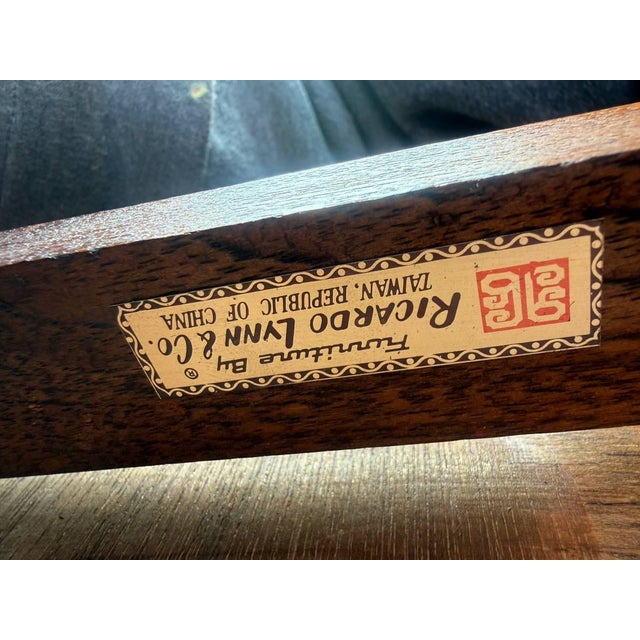 Furniture By
RICARDO LYNN & CO.®
TAIWAN, REPUBLIC OF CHINA